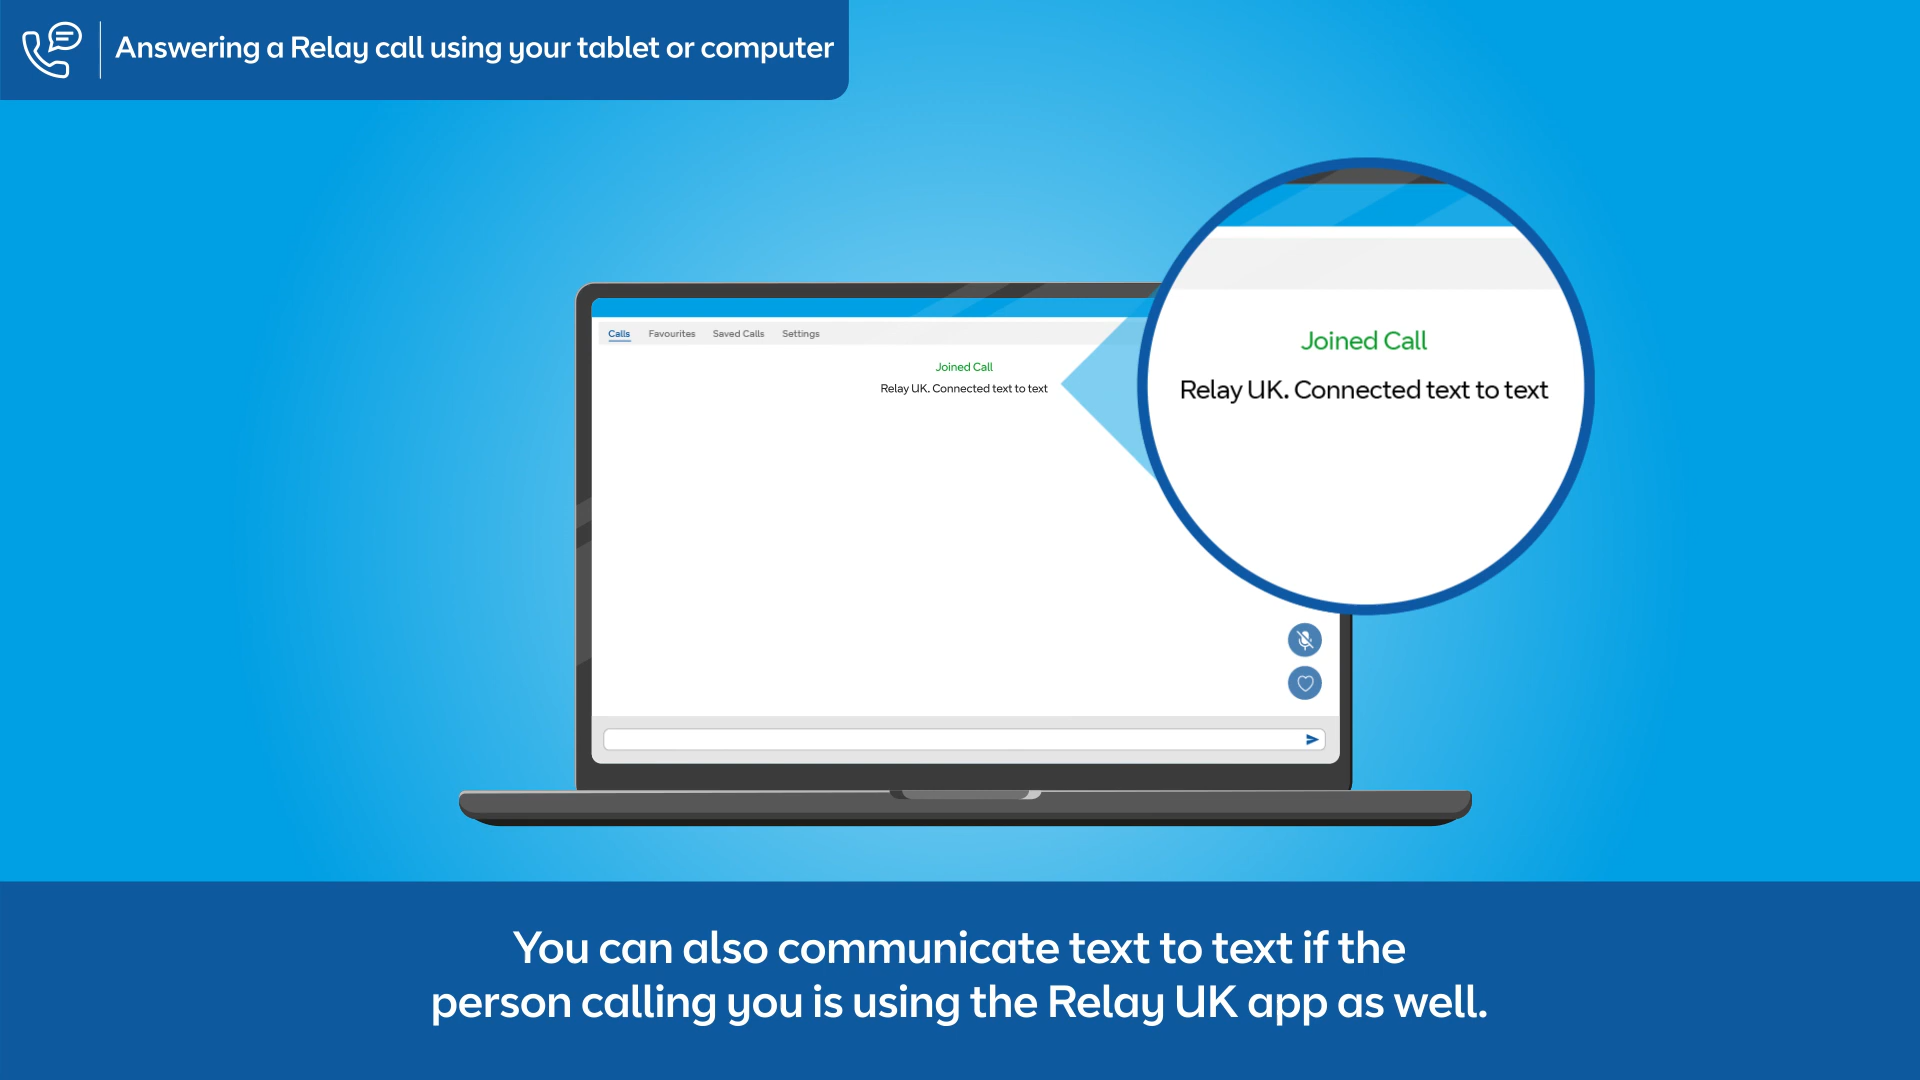 Answering a Relay call using your tablet or computer
Calls Favourites Saved Calls Settings
Joined Call
Relay UK. Connected text to text
Joined Call
Relay UK. Connected text to text
You can also communicate text to text if the
person calling you is using the Relay UK app as well.